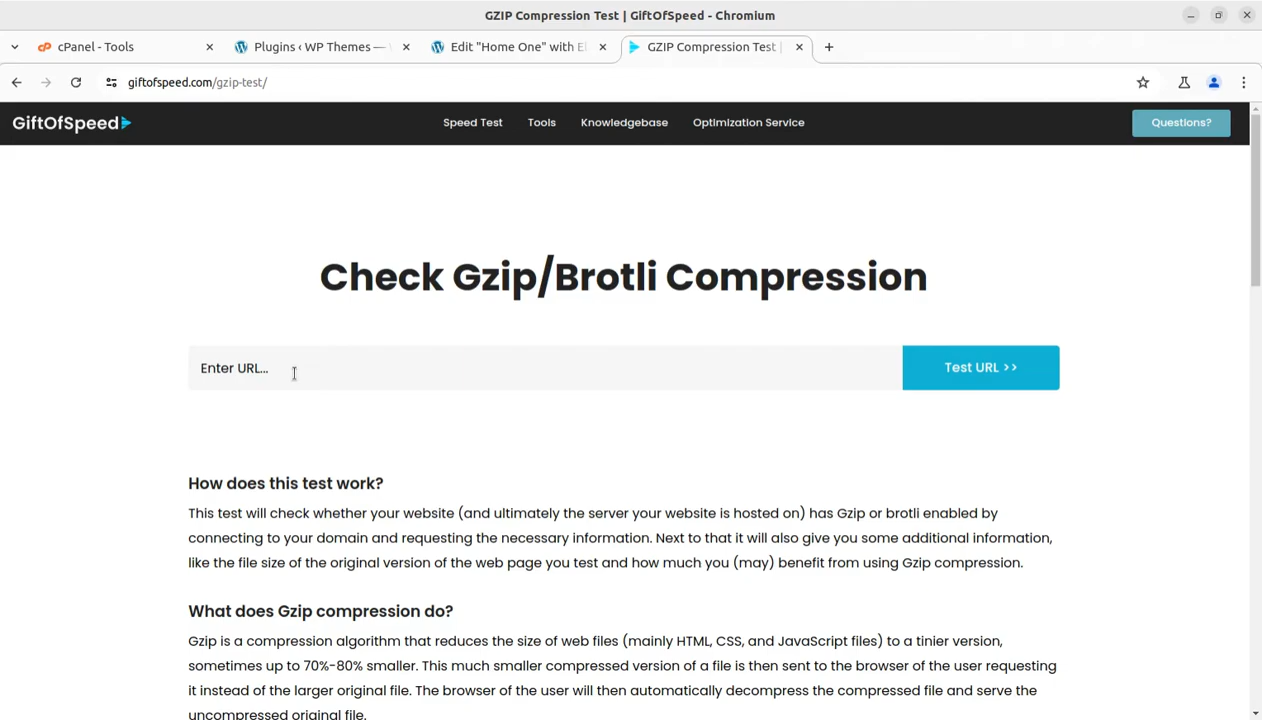 GZIP Compression Test | GiftOfSpeed - Chromium
cPanel - Tools
Plugins ‹ WP Themes —
Edit "Home One" with El
GZIP Compression Test |
giftofspeed.com/gzip-test/
GiftOfSpeed
Speed Test
Tools
Knowledgebase
Optimization Service
Questions?
Check Gzip/Brotli Compression
Enter URL...
Test URL >>
How does this test work?
This test will check whether your website (and ultimately the server your website is hosted on) has Gzip or brotli enabled by
connecting to your domain and requesting the necessary information. Next to that it will also give you some additional information,
like the file size of the original version of the web page you test and how much you (may) benefit from using Gzip compression.
What does Gzip compression do?
Gzip is a compression algorithm that reduces the size of web files (mainly HTML, CSS, and JavaScript files) to a tinier version,
sometimes up to 70%-80% smaller. This much smaller compressed version of a file is then sent to the browser of the user requesting
it instead of the larger original file. The browser of the user will then automatically decompress the compressed file and serve the
uncompressed original file.